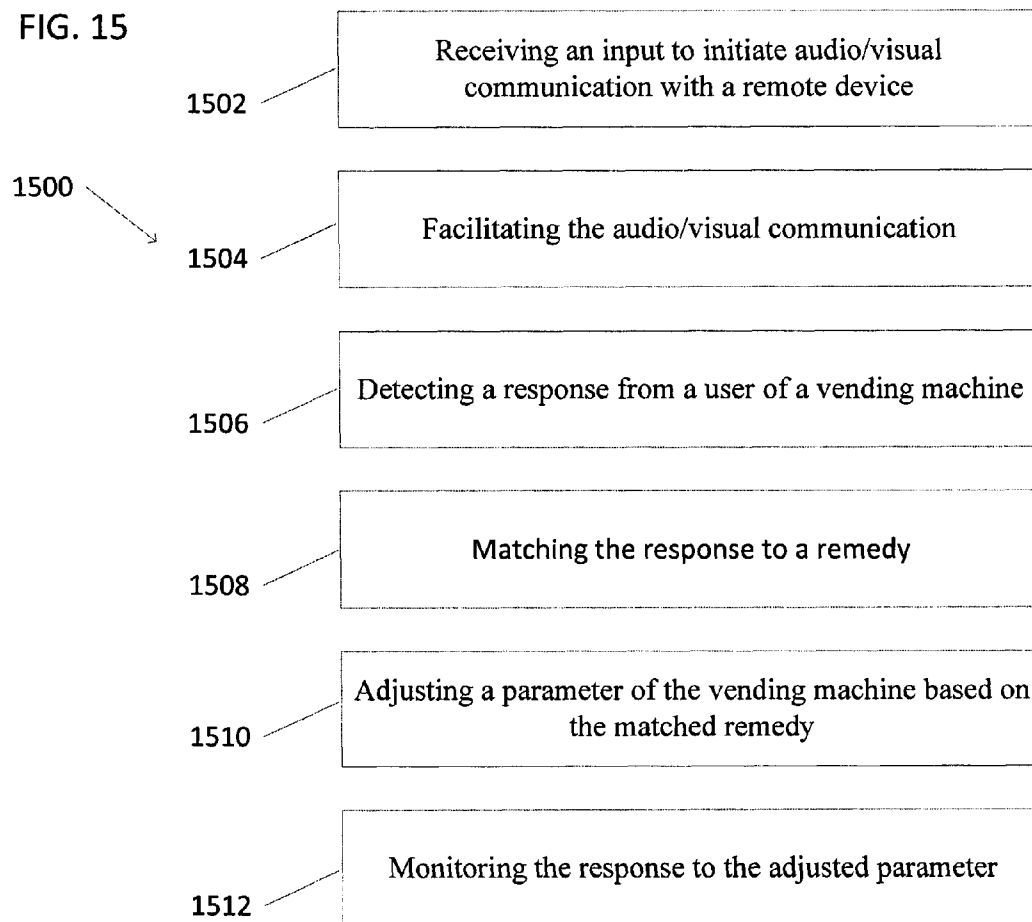 FIG. 15
Receiving an input to initiate audio/visual
communication with a remote device
1502
1500
Facilitating the audio/visual communication
1504
Detecting a response from a user of a vending machine
1506
Matching the response to a remedy
1508
Adjusting a parameter of the vending machine based on
the matched remedy
1510
Monitoring the response to the adjusted parameter
1512